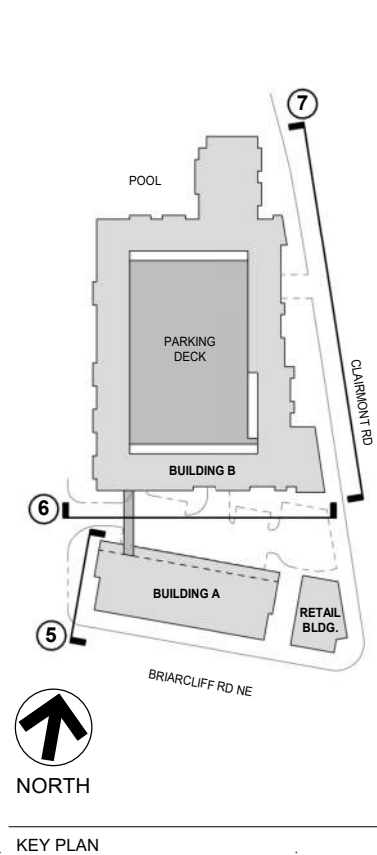 7
POOL
PARKING
DECK
CLAIRMONT RD
BUILDING B
6
BUILDING A
RETAIL
BLDG.
5
BRIARCLIFF RD NE
NORTH
KEY PLAN